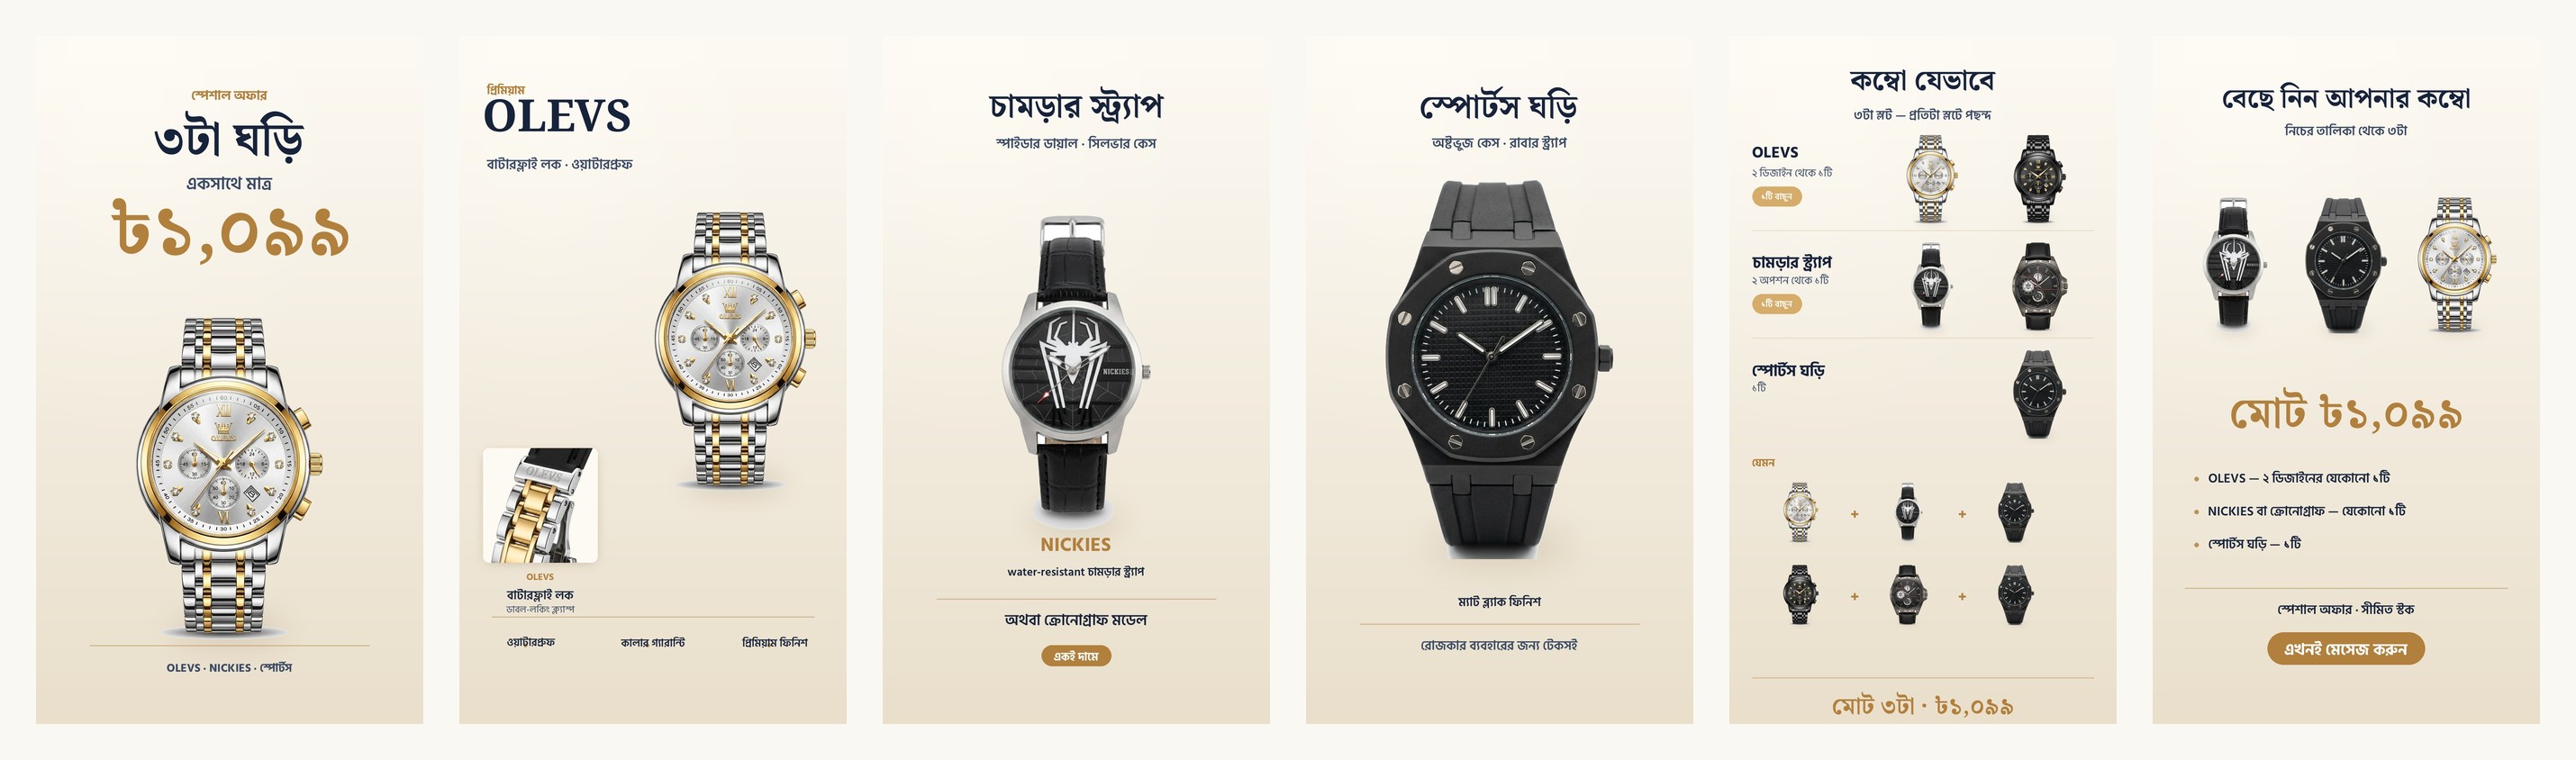 স্পেশাল অফার
৩টা ঘড়ি
একসাথে মাত্র
৳১,০৯৯
OLEVS · NICKIES · স্পোর্টস
প্রিমিয়াম
OLEVS
বাটারফ্লাই লক · ওয়াটারপ্রুফ
OLEVS
OLEVS
বাটারফ্লাই লক
ডাবল-লকিং ক্ল্যাম্প
ওয়াটারপ্রুফ
কালার গ্যারান্টি
প্রিমিয়াম ফিনিশ
চামড়ার স্ট্র্যাপ
স্পাইডার ডায়াল · সিলভার কেস
NICKIES
NICKIES
water-resistant চামড়ার স্ট্র্যাপ
অথবা ক্রোনোগ্রাফ মডেল
একই দামে
স্পোর্টস ঘড়ি
অষ্টভুজ কেস · রাবার স্ট্র্যাপ
ম্যাট ব্ল্যাক ফিনিশ
রোজকার ব্যবহারের জন্য টেকসই
কম্বো যেভাবে
৩টা স্লট — প্রতিটা স্লটে পছন্দ
OLEVS
২ ডিজাইন থেকে ১টি
১টি বাছুন
চামড়ার স্ট্র্যাপ
২ অপশন থেকে ১টি
১টি বাছুন
স্পোর্টস ঘড়ি
১টি
যেমন
+ +
+ +
মোট ৩টা · ৳১,০৯৯
বেছে নিন আপনার কম্বো
নিচের তালিকা থেকে ৩টা
মোট ৳১,০৯৯
• OLEVS — ২ ডিজাইনের যেকোনো ১টি
• NICKIES বা ক্রোনোগ্রাফ — যেকোনো ১টি
• স্পোর্টস ঘড়ি — ১টি
স্পেশাল অফার · সীমিত স্টক
এখনই মেসেজ করুন